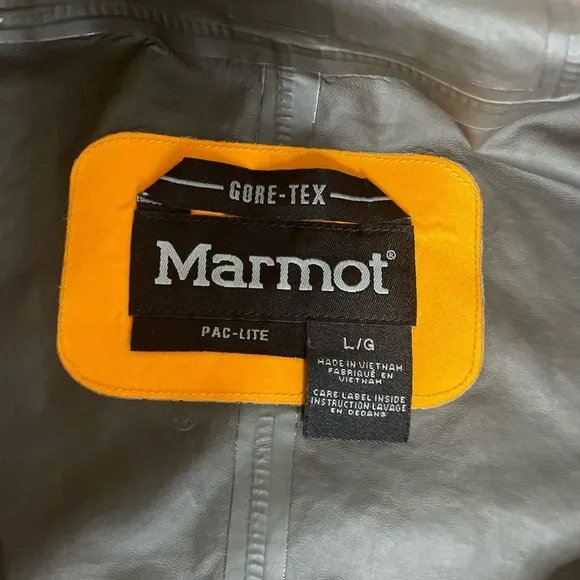 GORE-TEX
Marmot®
PAC-LITE
L/G
MADE IN VIETNAM
FABRIQUÉ EN
VIETNAM
CARE LABEL INSIDE
INSTRUCTION LAVAGE
EN DEDANS